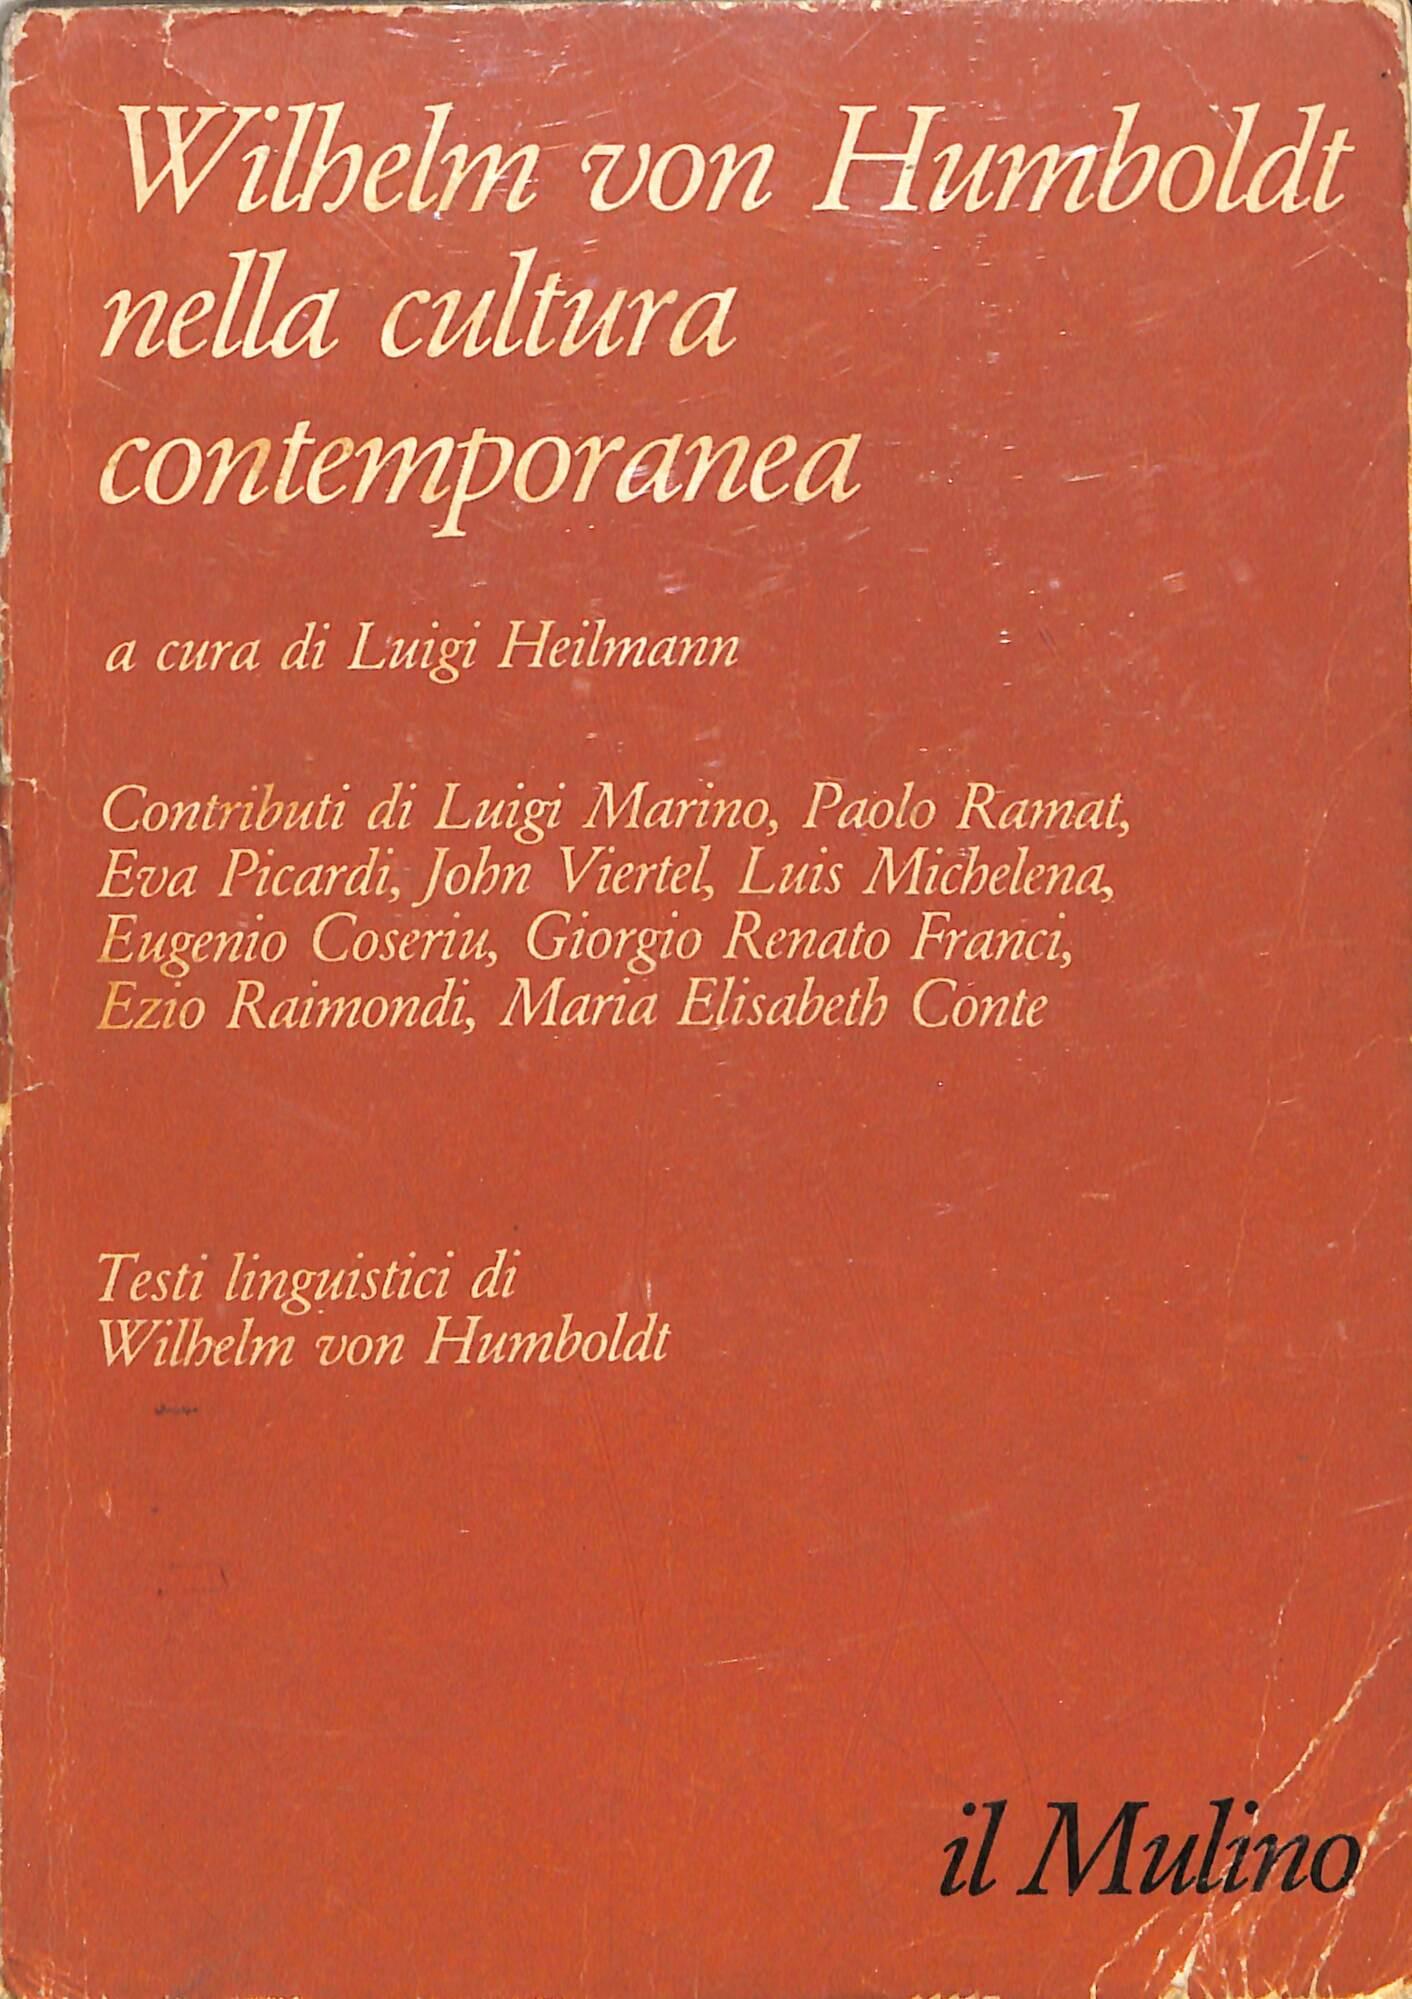 Wilhelm von Humboldt
nella cultura
contemporanea
a cura di Luigi Heilmann
Contributi di Luigi Marino, Paolo Ramat,
Eva Picardi, John Viertel, Luis Michelena,
Eugenio Coseriu, Giorgio Renato Franci,
Ezio Raimondi, Maria Elisabeth Conte
Testi linguistici di
Wilhelm von Humboldt
il Mulino